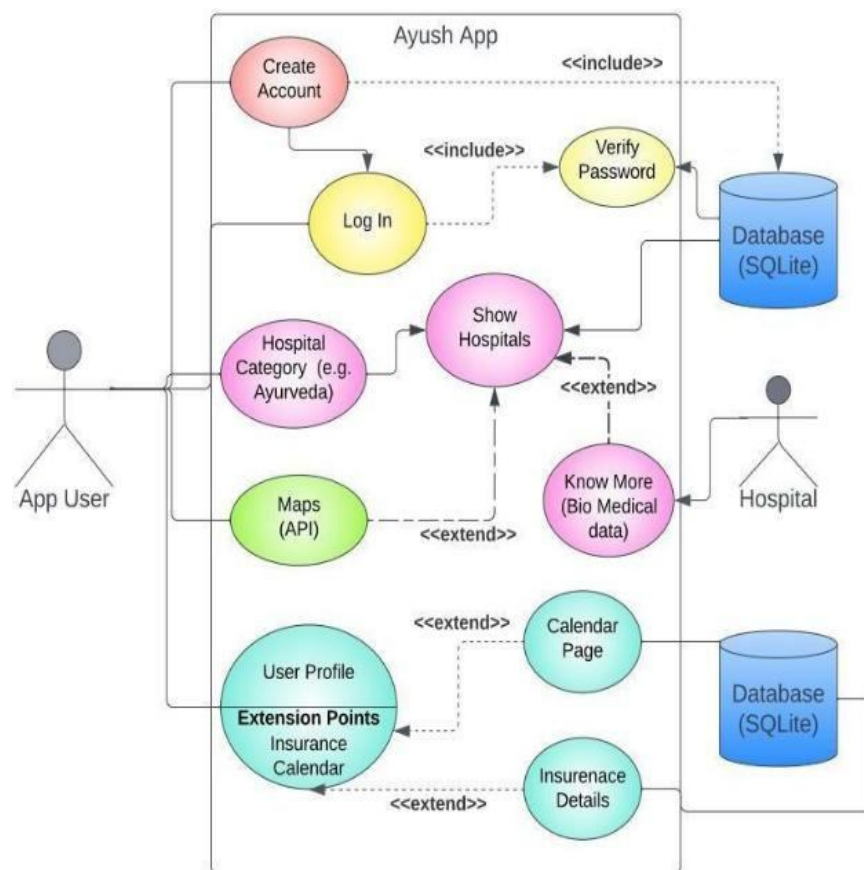 Ayush App
Create
Account
<<include>>
<<include>>
Verify
Password
Log In
Database
(SQLite)
Show
Hospitals
Hospital
Category (e.g.
Ayurveda)
<<extend>>
App User
Maps
(API)
<<extend>>
Know More
(Bio Medical
data)
Hospital
<<extend>>
Calendar
Page
User Profile
Extension Points
Insurance
Calendar
Database
(SQLite)
<<extend>>
Insurenace
Details